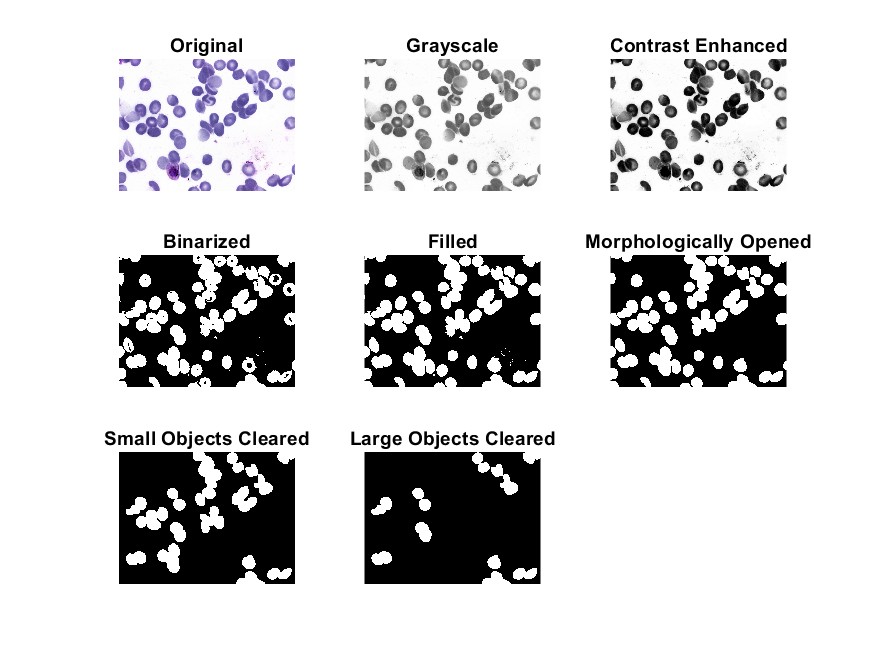 Original
Grayscale
Contrast Enhanced
Binarized
Filled
Morphologically Opened
Small Objects Cleared
Large Objects Cleared